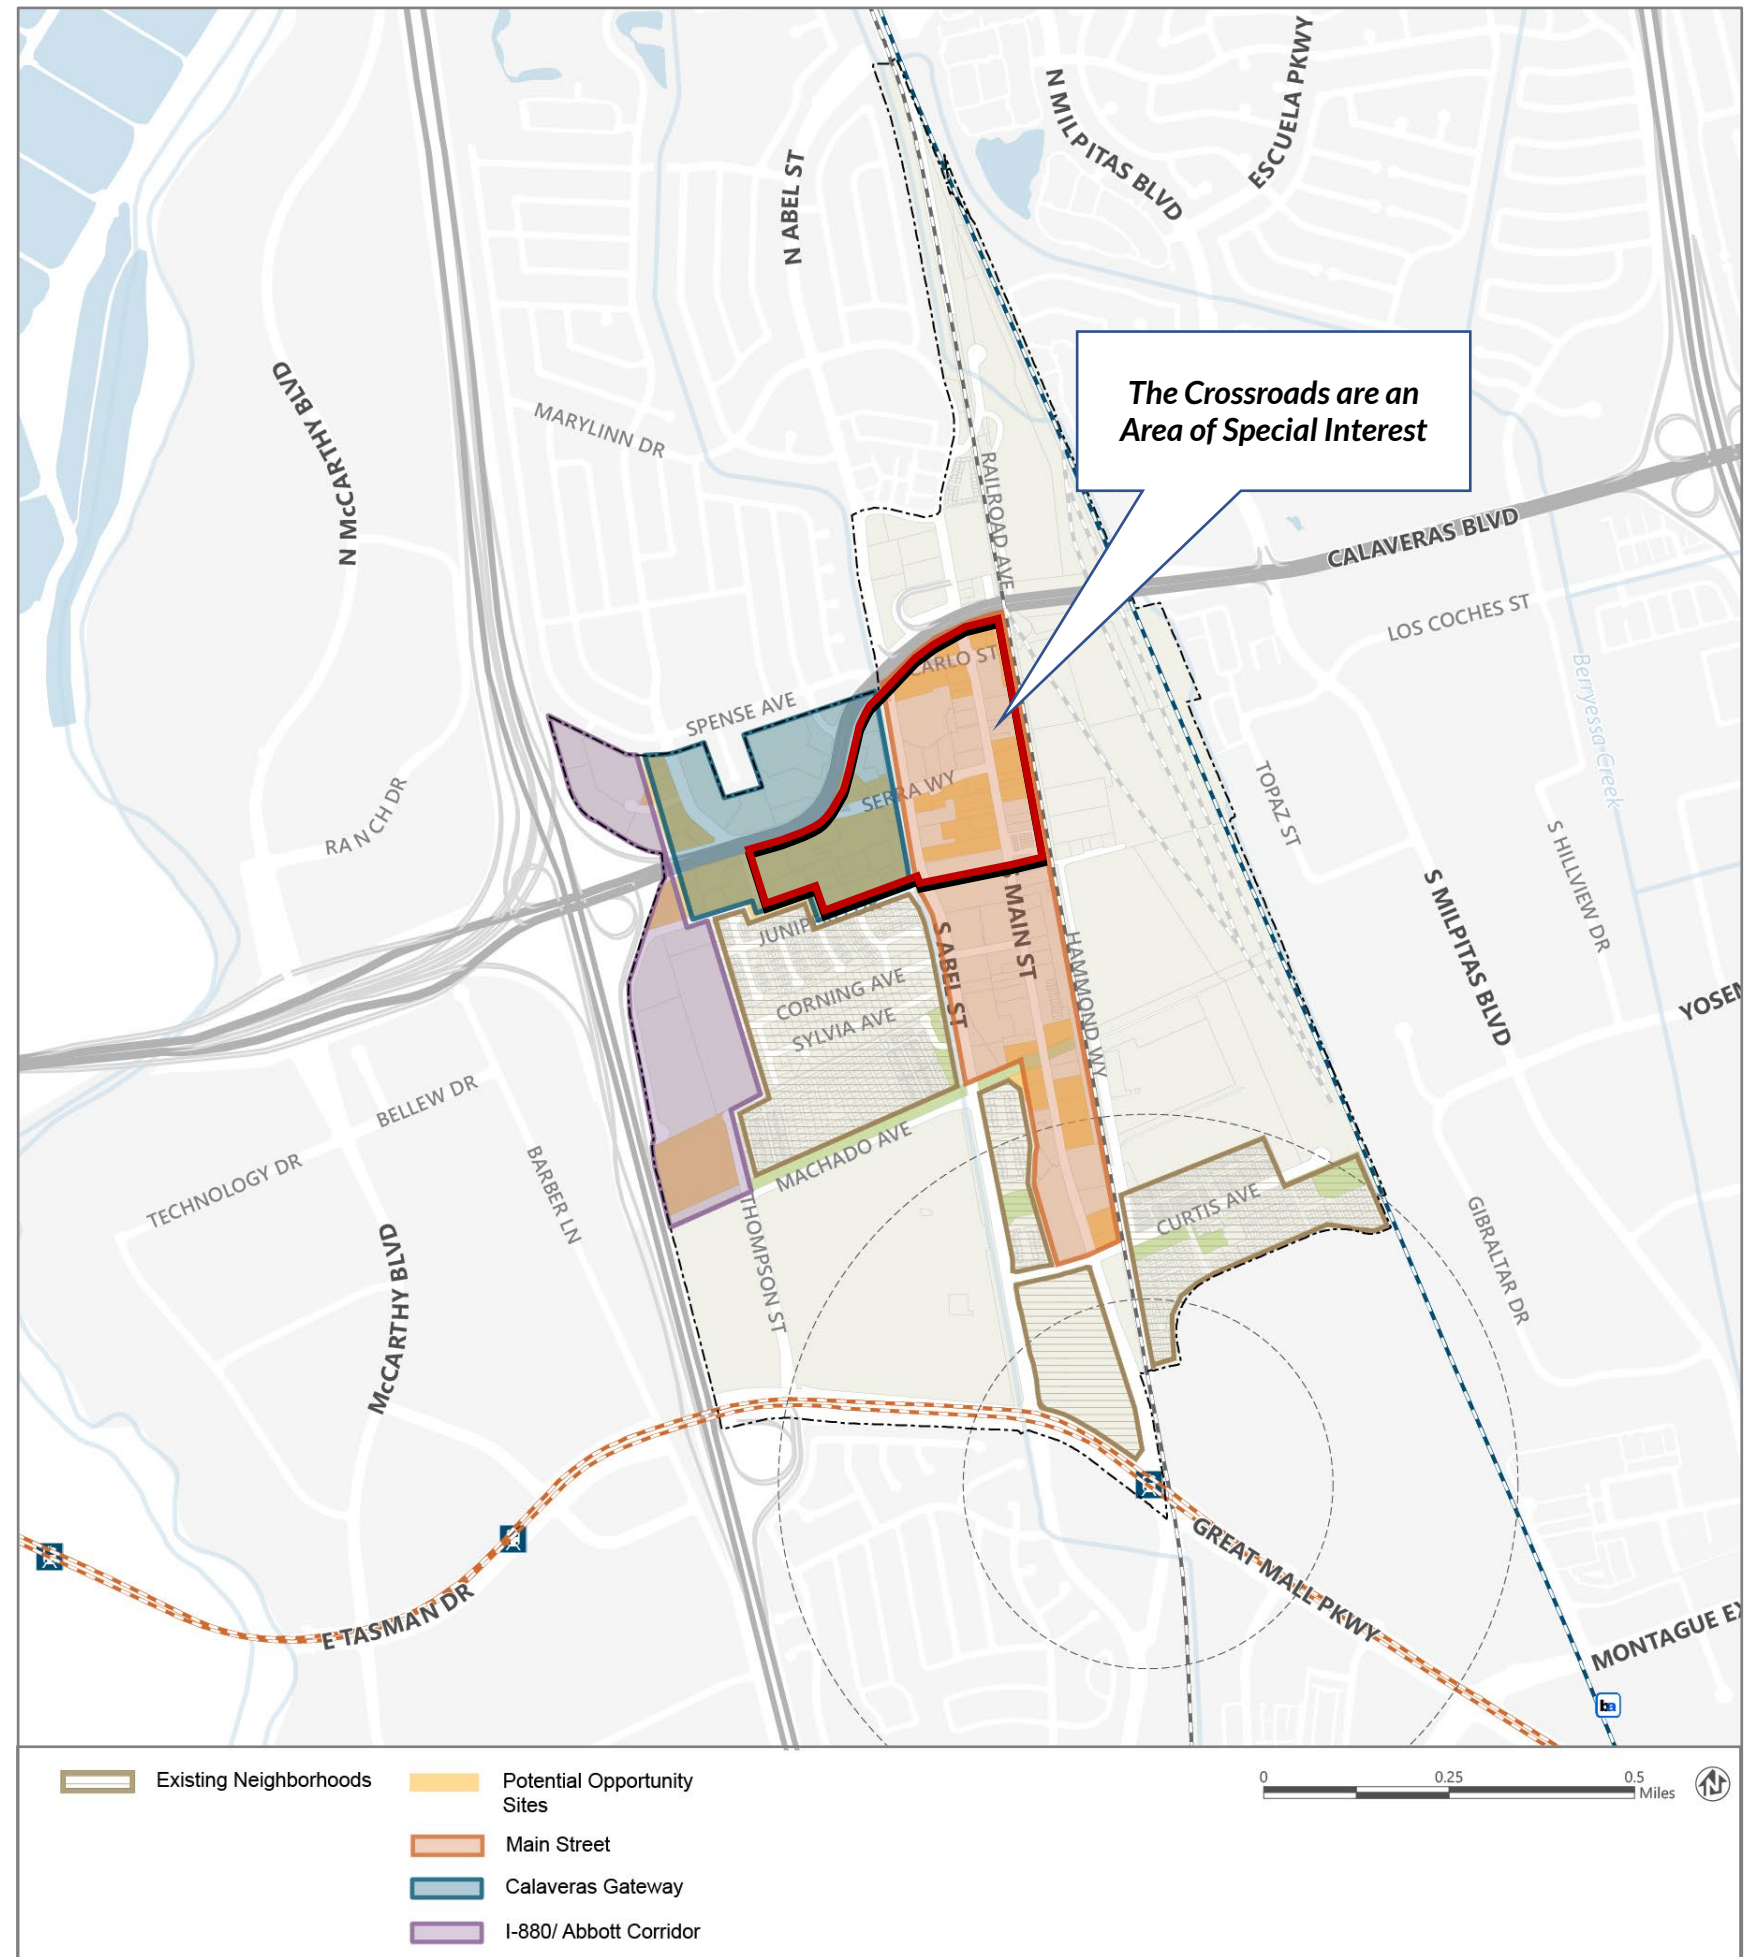 N MILPITAS BLVD
ESCUELA PKWY
N ABEL ST
N McCARTHY BLVD
MARYLINN DR
The Crossroads are an
Area of Special Interest
RAILROAD AVE
CALAVERAS BLVD
LOS COCHES ST
Berryessa Creek
CARLO ST
SPENSE AVE
SERRA WY
RANCH DR
TOPAZ ST
S HILLVIEW DR
S MILPITAS BLVD
MAIN ST
S ABEL ST
HAMMOND WY
JUNIP
CORNING AVE
SYLVIA AVE
YOSEM
BELLEW DR
MACHADO AVE
TECHNOLOGY DR
BARBER LN
THOMPSON ST
CURTIS AVE
GIBRALTAR DR
McCARTHY BLVD
E TASMAN DR
GREAT MALL PKWY
MONTAGUE EX
ba
Existing Neighborhoods
Potential Opportunity
Sites
Main Street
Calaveras Gateway
I-880/ Abbott Corridor
0 0.25 0.5
Miles
N